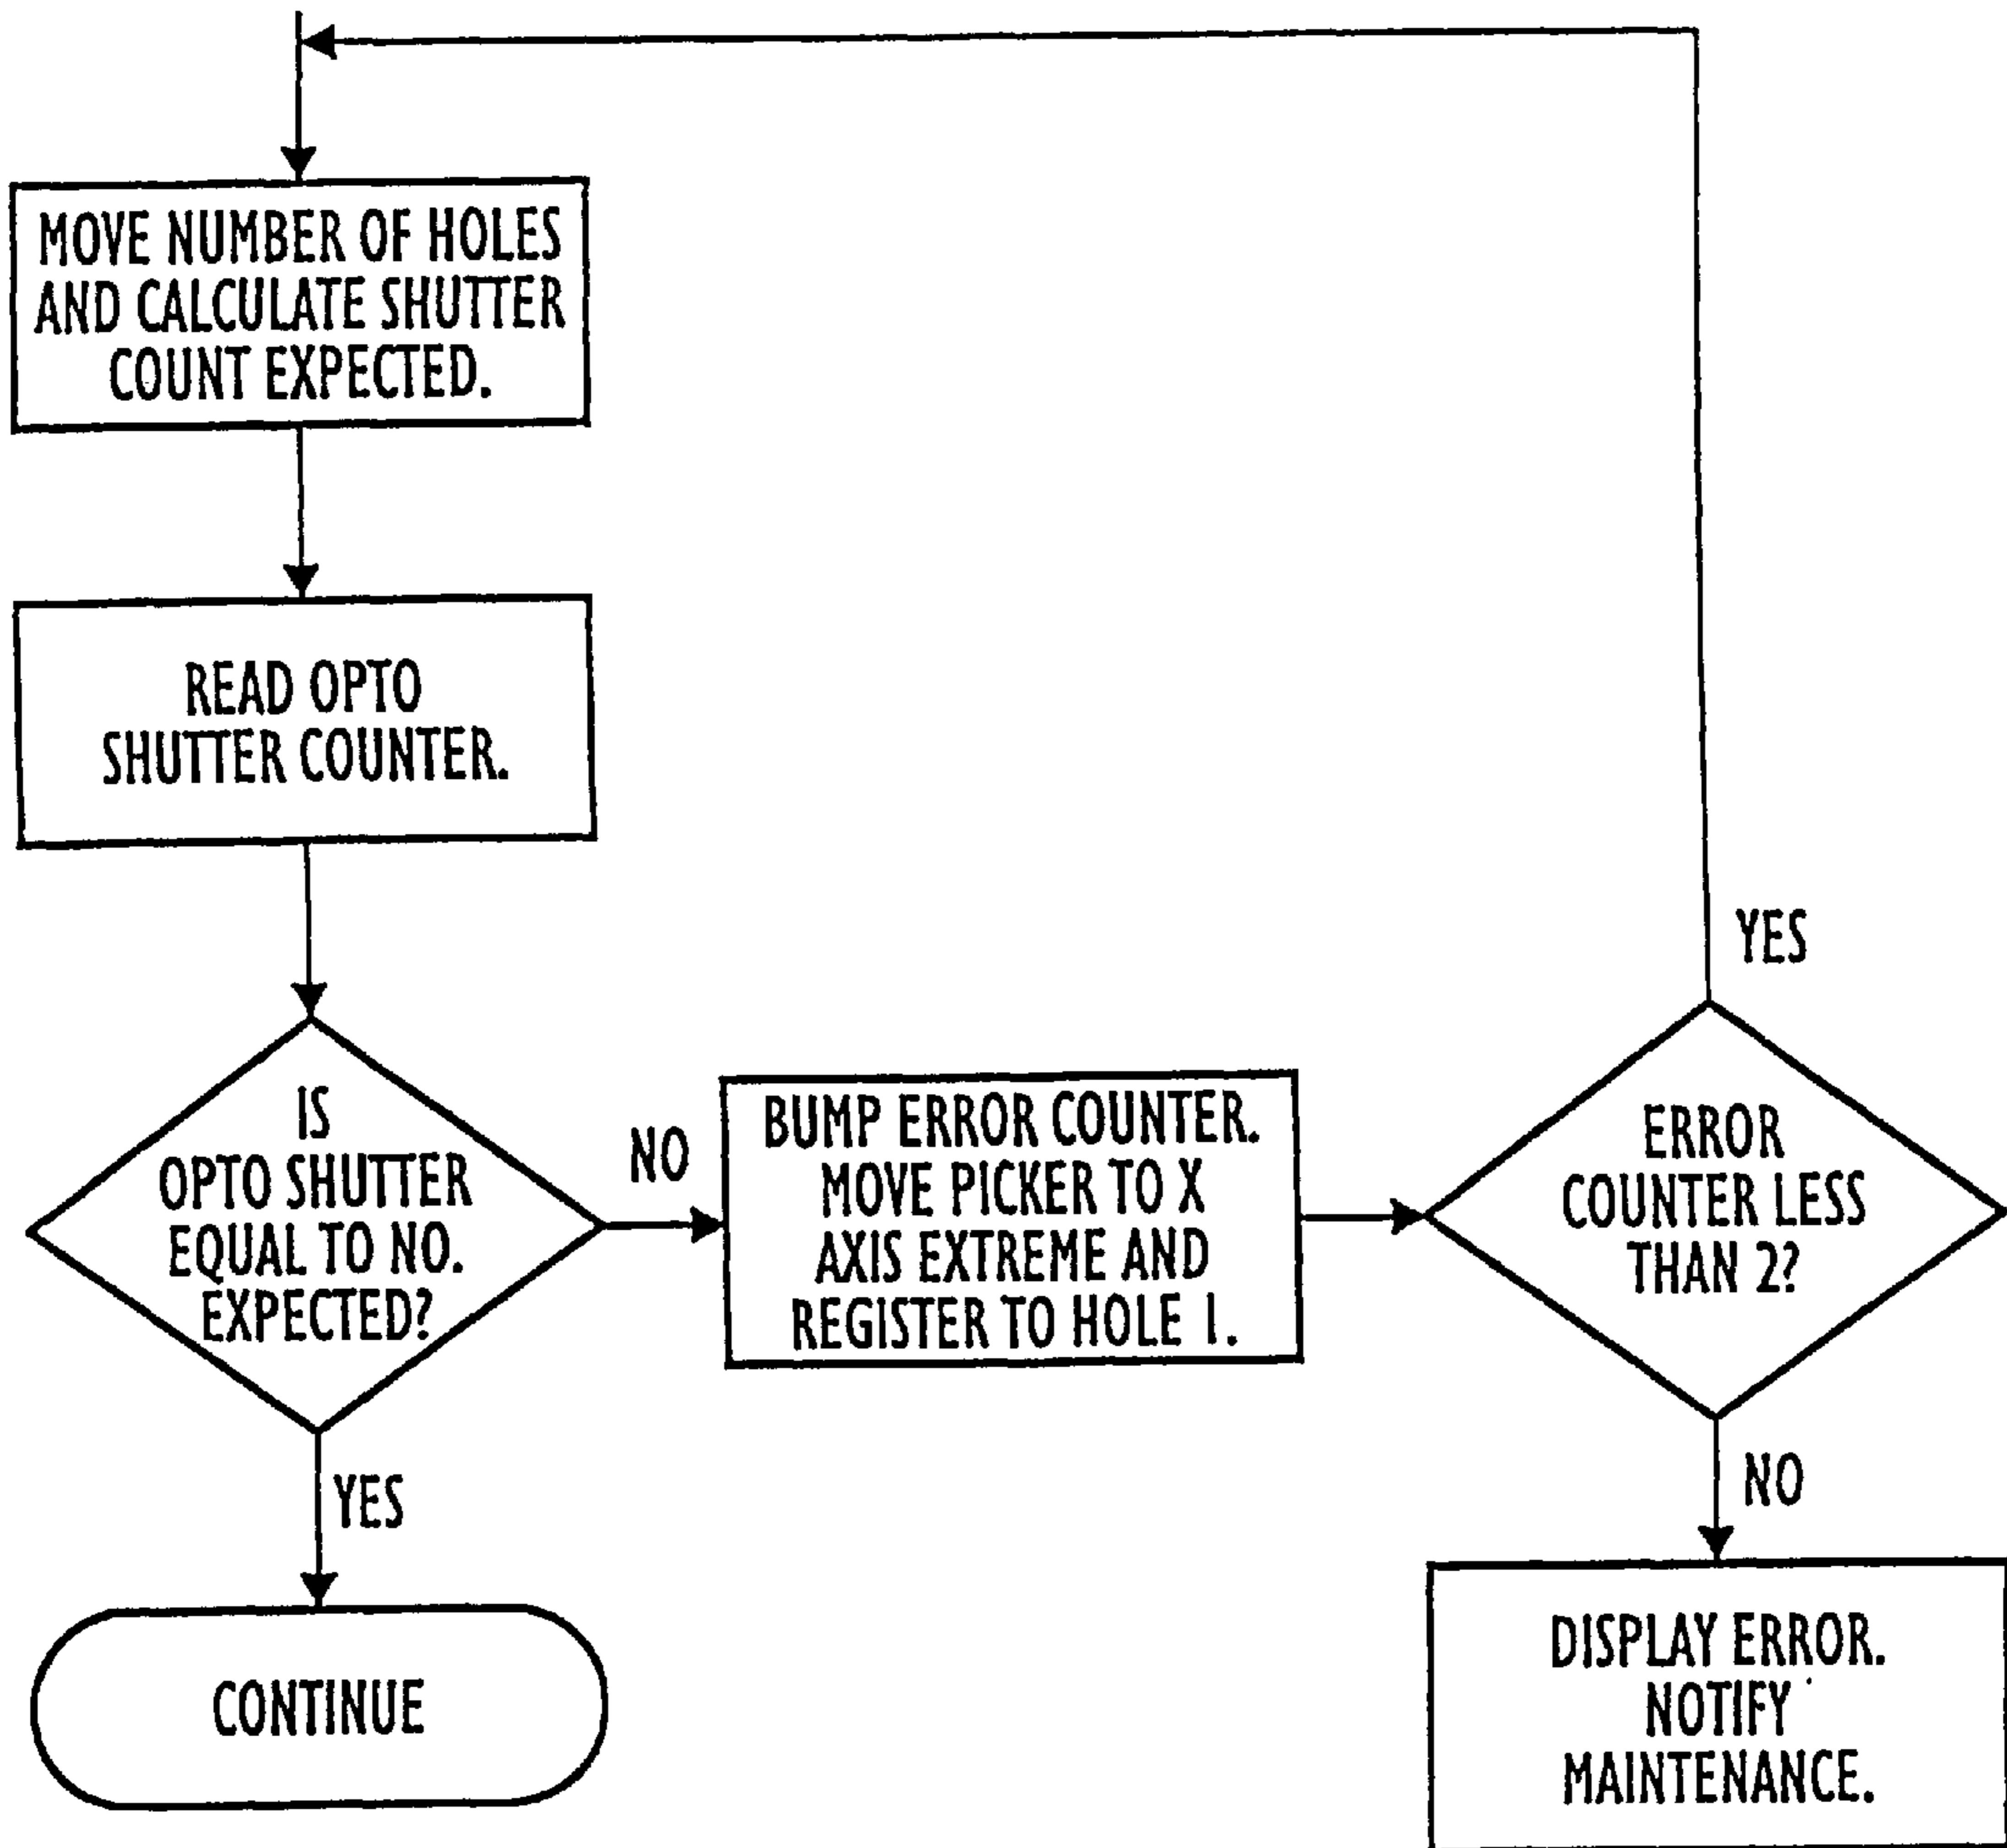 MOVE NUMBER OF HOLES
AND CALCULATE SHUTTER
COUNT EXPECTED.
READ OPTO
SHUTTER COUNTER.
IS
OPTO SHUTTER
EQUAL TO NO.
EXPECTED?
NO
YES
CONTINUE
BUMP ERROR COUNTER.
MOVE PICKER TO X
AXIS EXTREME AND
REGISTER TO HOLE 1.
ERROR
COUNTER LESS
THAN 2?
YES
NO
DISPLAY ERROR.
NOTIFY
MAINTENANCE.